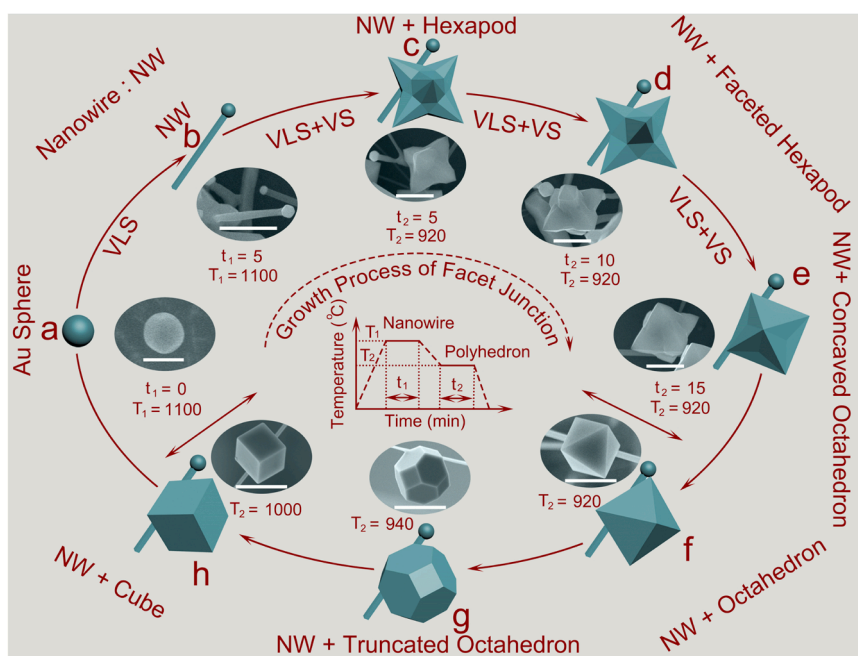 NW + Hexapod
c
Nanowire : NW
NW
b
VLS
VLS+VS
VLS+VS
d
NW + Faceted Hexapod
VLS+VS
t₂ = 5
T₂ = 920
t₁ = 5
T₁ = 1100
t₂ = 10
T₂ = 920
e
NW+ Concaved Octahedron
Au Sphere
a
t₁ = 0
T₁ = 1100
Growth Process of Facet Junction
Temperature (℃)
T₁
T₂
Nanowire
Polyhedron
t₁
t₂
Time (min)
t₂ = 15
T₂ = 920
T₂ = 1000
T₂ = 940
T₂ = 920
h
NW + Cube
g
NW + Truncated Octahedron
f
NW + Octahedron